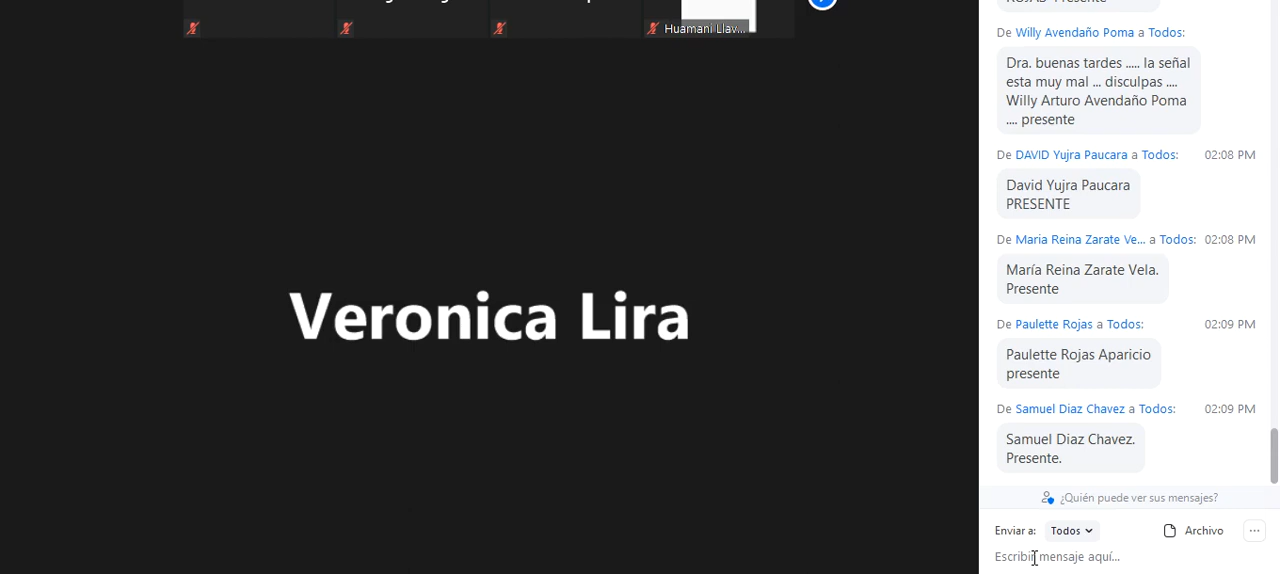 Huamani Llav...
Veronica Lira
De Willy Avendaño Poma a Todos:
Dra. buenas tardes ..... la señal
esta muy mal ... disculpas ....
Willy Arturo Avendaño Poma
.... presente
De DAVID Yujra Paucara a Todos: 02:08 PM
David Yujra Paucara
PRESENTE
De Maria Reina Zarate Ve... a Todos: 02:08 PM
María Reina Zarate Vela.
Presente
De Paulette Rojas a Todos: 02:09 PM
Paulette Rojas Aparicio
presente
De Samuel Diaz Chavez a Todos: 02:09 PM
Samuel Diaz Chavez.
Presente.
¿Quién puede ver sus mensajes?
Enviar a: Todos Archivo ...
Escribir mensaje aquí...